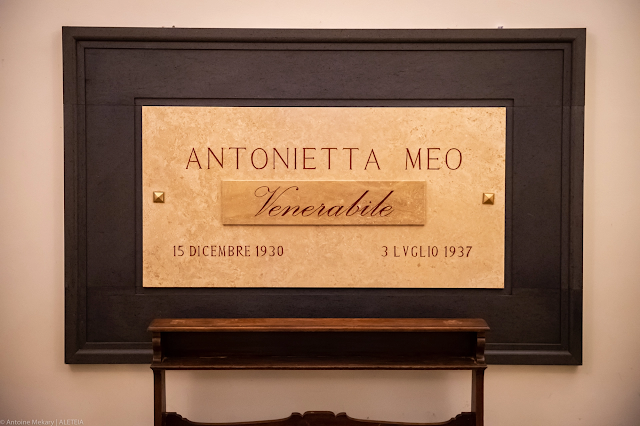 ANTONIETTA MEO
Venerabile
15 DICEMBRE 1930 3 LVGLIO 1937
© Antoine Mekary | ALETEIA